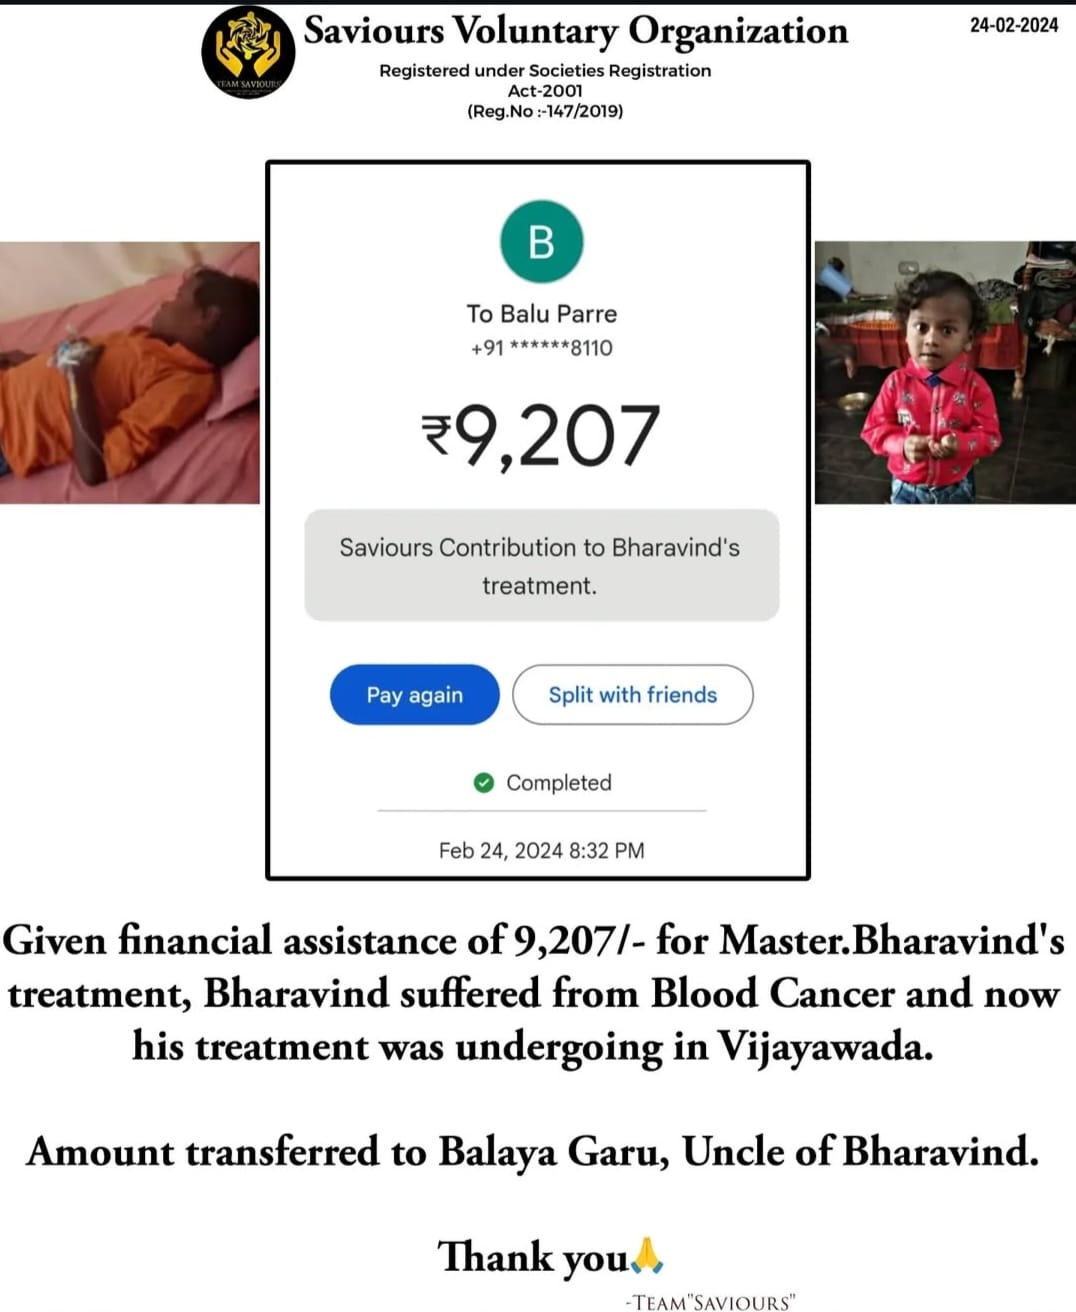 Saviours Voluntary Organization
24-02-2024
Registered under Societies Registration
Act-2001
(Reg.No :-147/2019)
TEAM SAVIOURS
B
To Balu Parre
+91 ******8110
₹9,207
Saviours Contribution to Bharavind's
treatment.
Pay again
Split with friends
Completed
Feb 24, 2024 8:32 PM
Given financial assistance of 9,207/- for Master.Bharavind's
treatment, Bharavind suffered from Blood Cancer and now
his treatment was undergoing in Vijayawada.
Amount transferred to Balaya Garu, Uncle of Bharavind.
Thank you🙏
-TEAM"SAVIOURS"